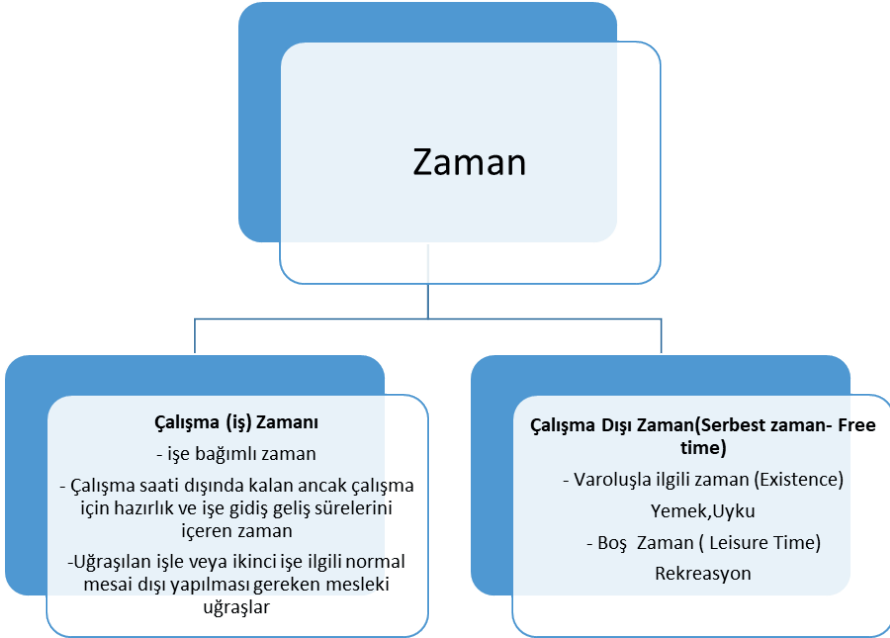 Zaman
Çalışma (iş) Zamanı
- işe bağımlı zaman
- Çalışma saati dışında kalan ancak çalışma
için hazırlık ve işe gidiş geliş sürelerini
içeren zaman
-Uğraşılan işle veya ikinci işe ilgili normal
mesai dışı yapılması gereken mesleki
uğraşlar
Çalışma Dışı Zaman(Serbest zaman- Free
time)
- Varoluşla ilgili zaman (Existence)
Yemek,Uyku
- Boş  Zaman ( Leisure Time)
Rekreasyon